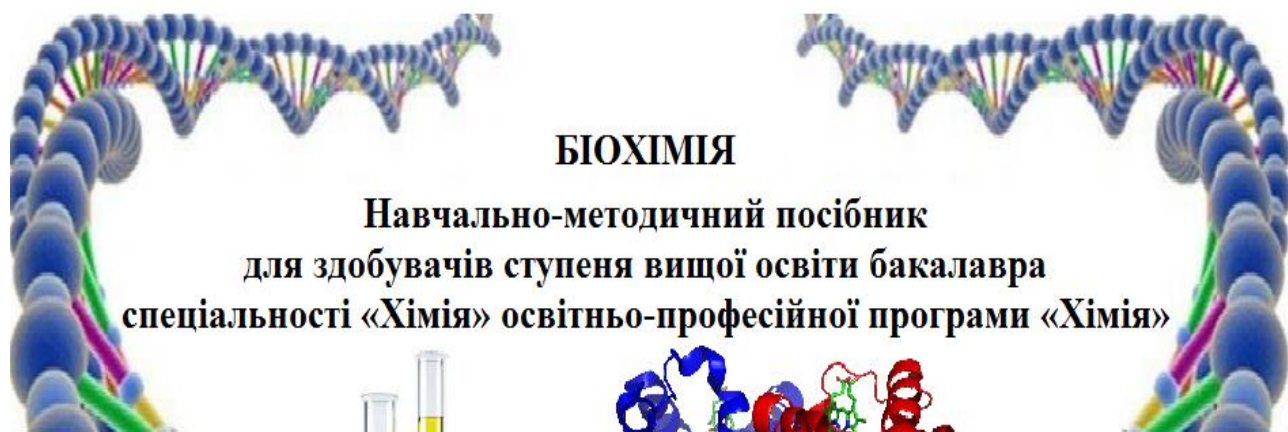 БІОХІМІЯ
Навчально-методичний посібник
для здобувачів ступеня вищої освіти бакалавра
спеціальності «Хімія» освітньо-професійної програми «Хімія»